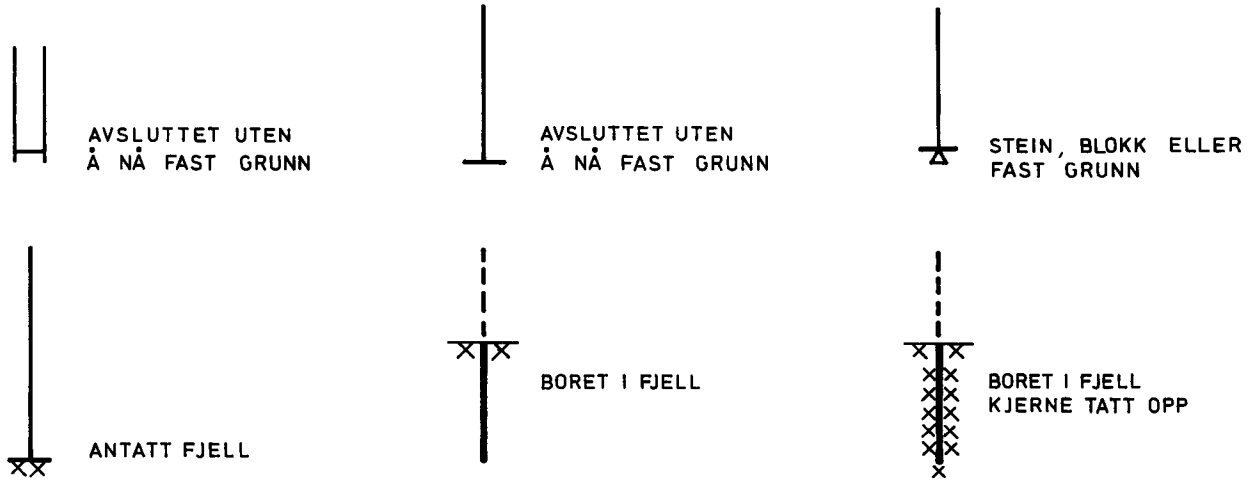 AVSLUTTET UTEN
Å NÅ FAST GRUNN
AVSLUTTET UTEN
Å NÅ FAST GRUNN
STEIN, BLOKK ELLER
FAST GRUNN
ANTATT FJELL
BORET I FJELL
BORET I FJELL
KJERNE TATT OPP